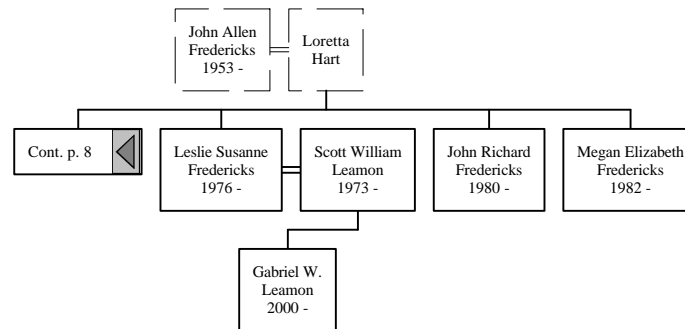 John Allen
Fredericks
1953 -
Loretta
Hart
Cont. p. 8
Leslie Susanne
Fredericks
1976 -
Scott William
Leamon
1973 -
John Richard
Fredericks
1980 -
Megan Elizabeth
Fredericks
1982 -
Gabriel W.
Leamon
2000 -